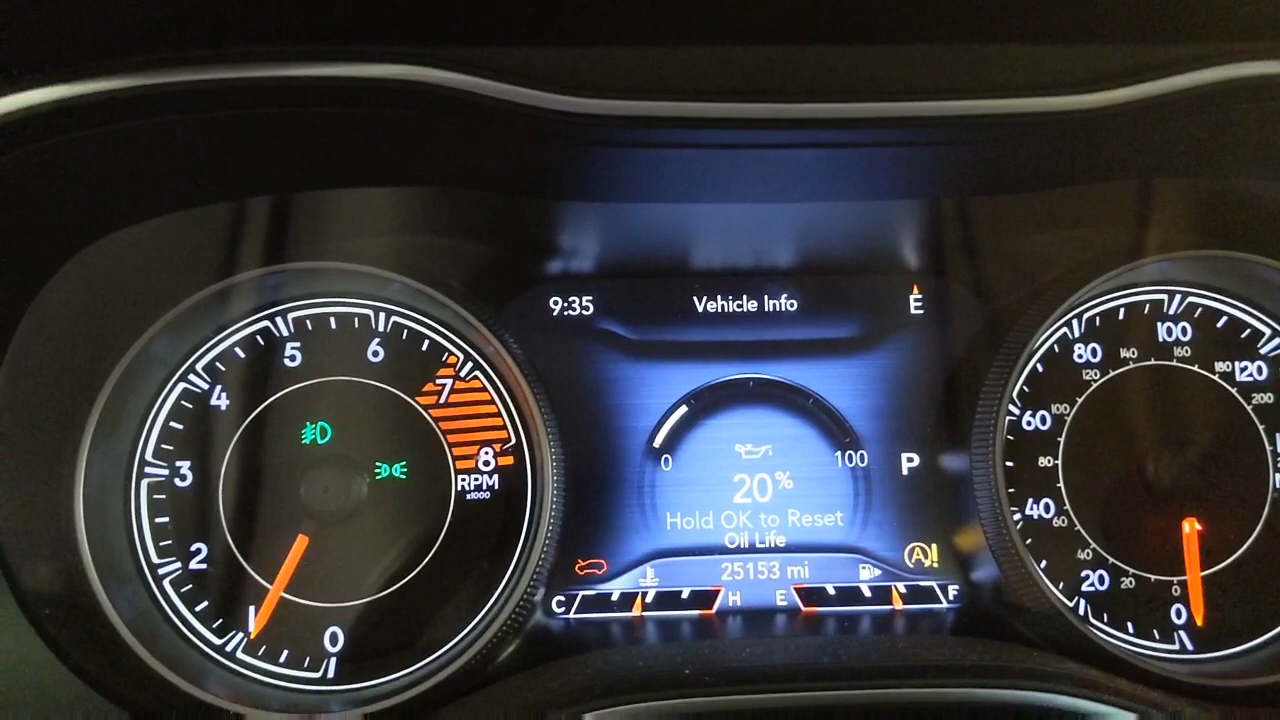 9:35 Vehicle Info E
0 1 2 3 4 5 6 7 8
RPM
x1000
0 100
20%
Hold OK to Reset
Oil Life
P
25153 mi
A!
C H E F
0 20 40 60 80 100 120
0 20 40 60 80 100 120 140 160 180 200